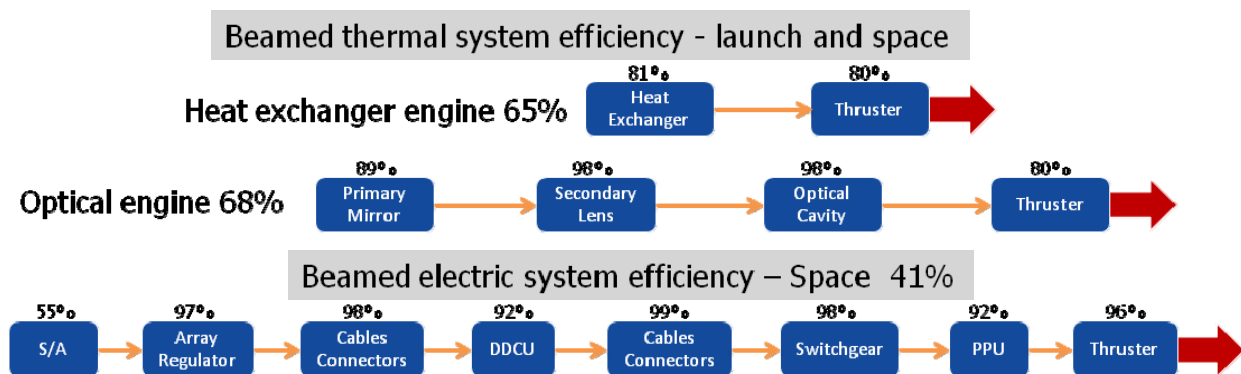 Beamed thermal system efficiency - launch and space
81%
80%
Heat exchanger engine 65%
Heat
Exchanger
Thruster
89%
98%
98%
80%
Optical engine 68%
Primary
Mirror
Secondary
Lens
Optical
Cavity
Thruster
Beamed electric system efficiency – Space 41%
55%
97%
98%
92%
99%
98%
92%
96%
S/A
Array
Regulator
Cables
Connectors
DDCU
Cables
Connectors
Switchgear
PPU
Thruster